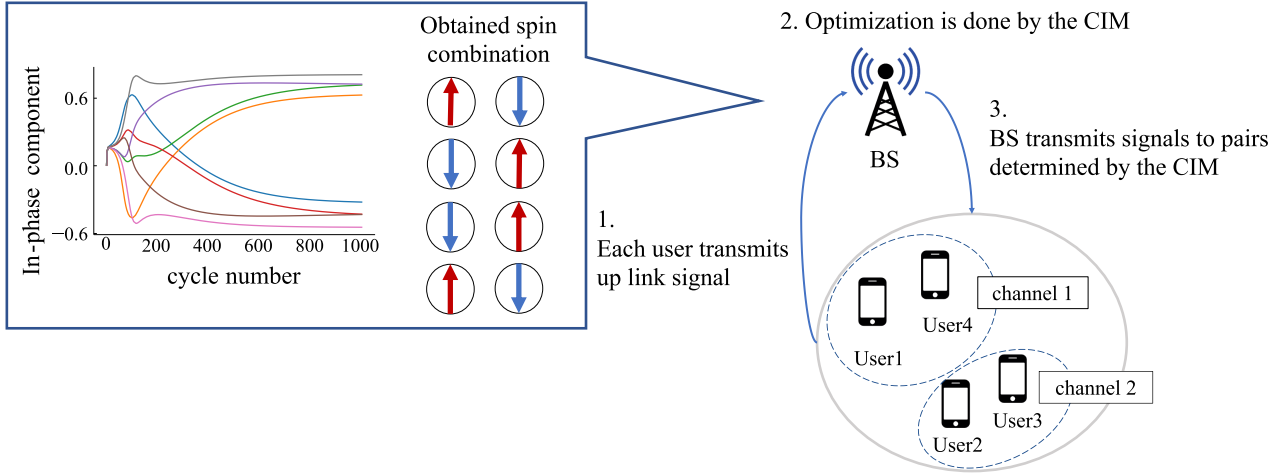 Obtained spin
combination
In-phase component
0.6
0.0
−0.6
0 200 400 600 800 1000
cycle number
1.
Each user transmits
up link signal
2. Optimization is done by the CIM
BS
3.
BS transmits signals to pairs
determined by the CIM
channel 1
User4
User1
channel 2
User3
User2